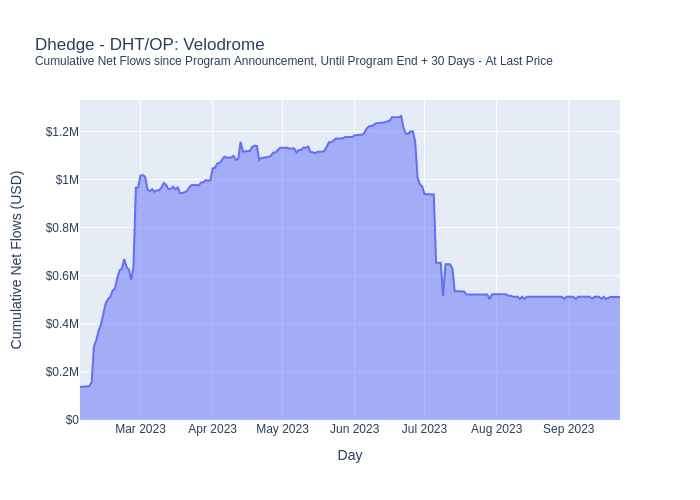 Dhedge - DHT/OP: Velodrome
Cumulative Net Flows since Program Announcement, Until Program End + 30 Days - At Last Price
Cumulative Net Flows (USD)
$1.2M
$1M
$0.8M
$0.6M
$0.4M
$0.2M
$0
Mar 2023 Apr 2023 May 2023 Jun 2023 Jul 2023 Aug 2023 Sep 2023
Day